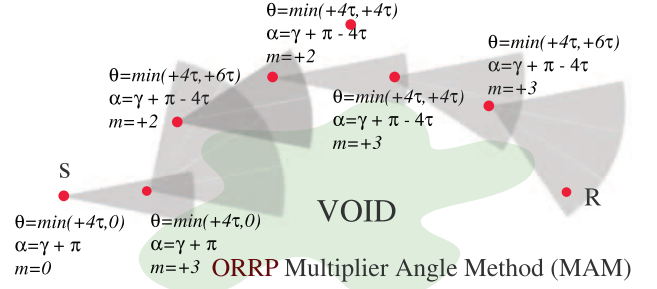 θ=min(+4τ,+4τ)
α=γ + π - 4τ
m=+2
θ=min(+4τ,+6τ)
α=γ + π - 4τ
m=+3
θ=min(+4τ,+6τ)
α=γ + π - 4τ
m=+2
θ=min(+4τ,+4τ)
α=γ + π - 4τ
m=+3
S
R
VOID
θ=min(+4τ,0)
α=γ + π
m=0
θ=min(+4τ,0)
α=γ + π
m=+3
ORRP Multiplier Angle Method (MAM)